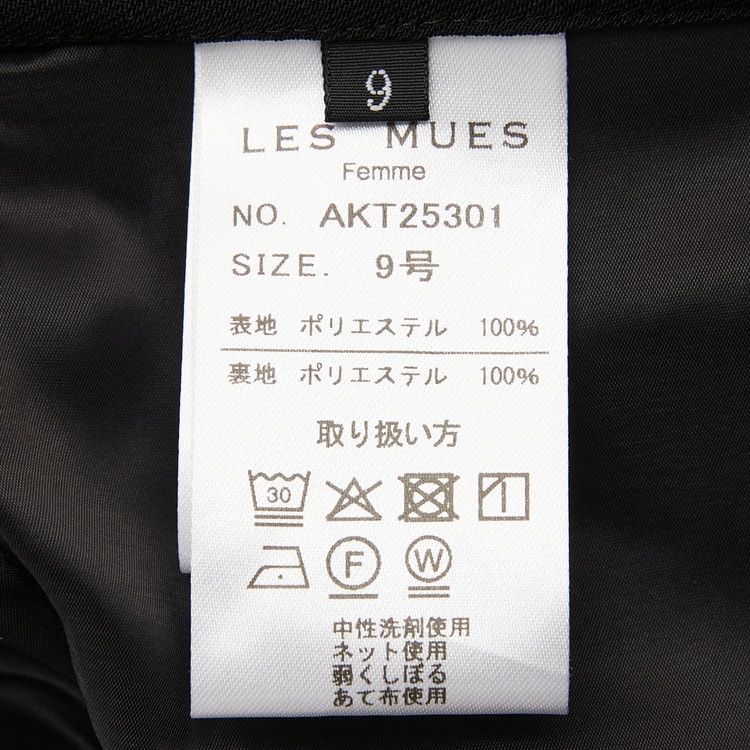 9
LES MUES
Femme
NO. AKT25301
SIZE. 9号
表地 ポリエステル 100%
裏地 ポリエステル 100%
取り扱い方
30
F W
中性洗剤使用
ネット使用
弱くしぼる
あて布使用